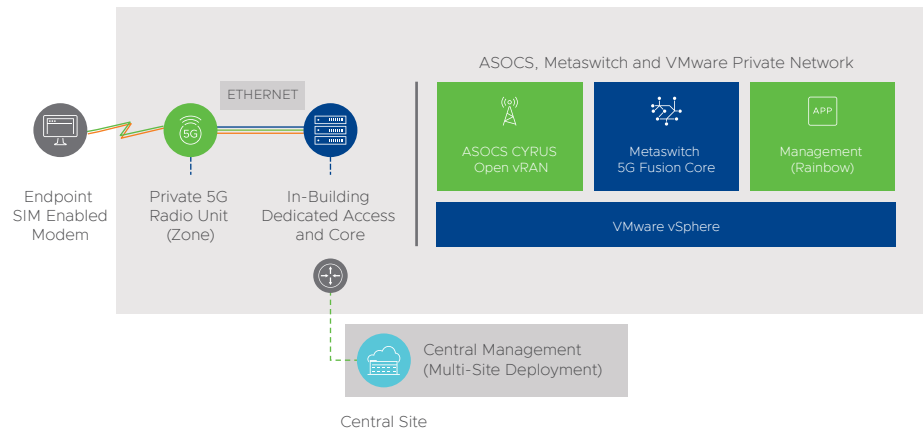 ASOCS, Metaswitch and VMware Private Network
ETHERNET
5G
APP
ASOCS CYRUS
Open vRAN
Metaswitch
5G Fusion Core
Management
(Rainbow)
Endpoint
SIM Enabled
Modem
Private 5G
Radio Unit
(Zone)
In-Building
Dedicated Access
and Core
VMware vSphere
Central Management
(Multi-Site Deployment)
Central Site